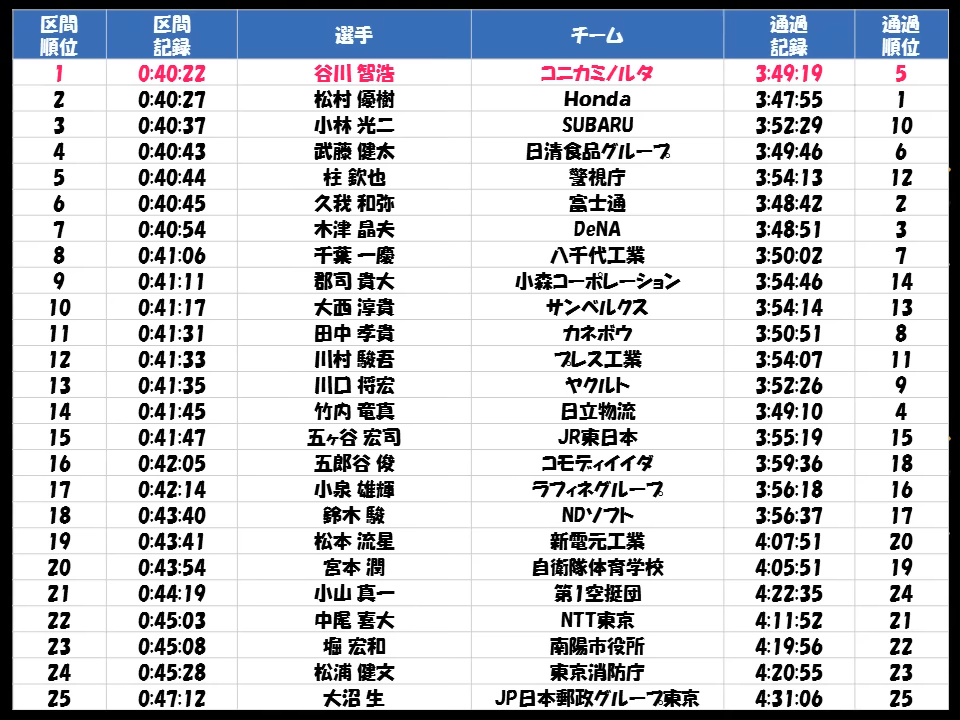 区間順位 区間記録 選手 チーム 通過記録 通過順位
1 0:40:22 谷川 智浩 コニカミノルタ 3:49:19 5
2 0:40:27 松村 優樹 Honda 3:47:55 1
3 0:40:37 小林 光二 SUBARU 3:52:29 10
4 0:40:43 武藤 健太 日清食品グループ 3:49:46 6
5 0:40:44 柱 欽也 警視庁 3:54:13 12
6 0:40:45 久我 和弥 富士通 3:48:42 2
7 0:40:54 木津 晶夫 DeNA 3:48:51 3
8 0:41:06 千葉 一慶 八千代工業 3:50:02 7
9 0:41:11 郡司 貴大 小森コーポレーション 3:54:46 14
10 0:41:17 大西 淳貴 サンベルクス 3:54:14 13
11 0:41:31 田中 孝貴 カネボウ 3:50:51 8
12 0:41:33 川村 駿吾 プレス工業 3:54:07 11
13 0:41:35 川口 将宏 ヤクルト 3:52:26 9
14 0:41:45 竹内 竜真 日立物流 3:49:10 4
15 0:41:47 五ヶ谷 宏司 JR東日本 3:55:19 15
16 0:42:05 五郎谷 俊 コモディイイダ 3:59:36 18
17 0:42:14 小泉 雄輝 ラフィネグループ 3:56:18 16
18 0:43:40 鈴木 駿 NDソフト 3:56:37 17
19 0:43:41 松本 流星 新電元工業 4:07:51 20
20 0:43:54 宮本 潤 自衛隊体育学校 4:05:51 19
21 0:44:19 小山 真一 第1空挺団 4:22:35 24
22 0:45:03 中尾 喜大 NTT東京 4:11:52 21
23 0:45:08 堀 宏和 南陽市役所 4:19:56 22
24 0:45:28 松浦 健文 東京消防庁 4:20:55 23
25 0:47:12 大沼 生 JP日本郵政グループ東京 4:31:06 25